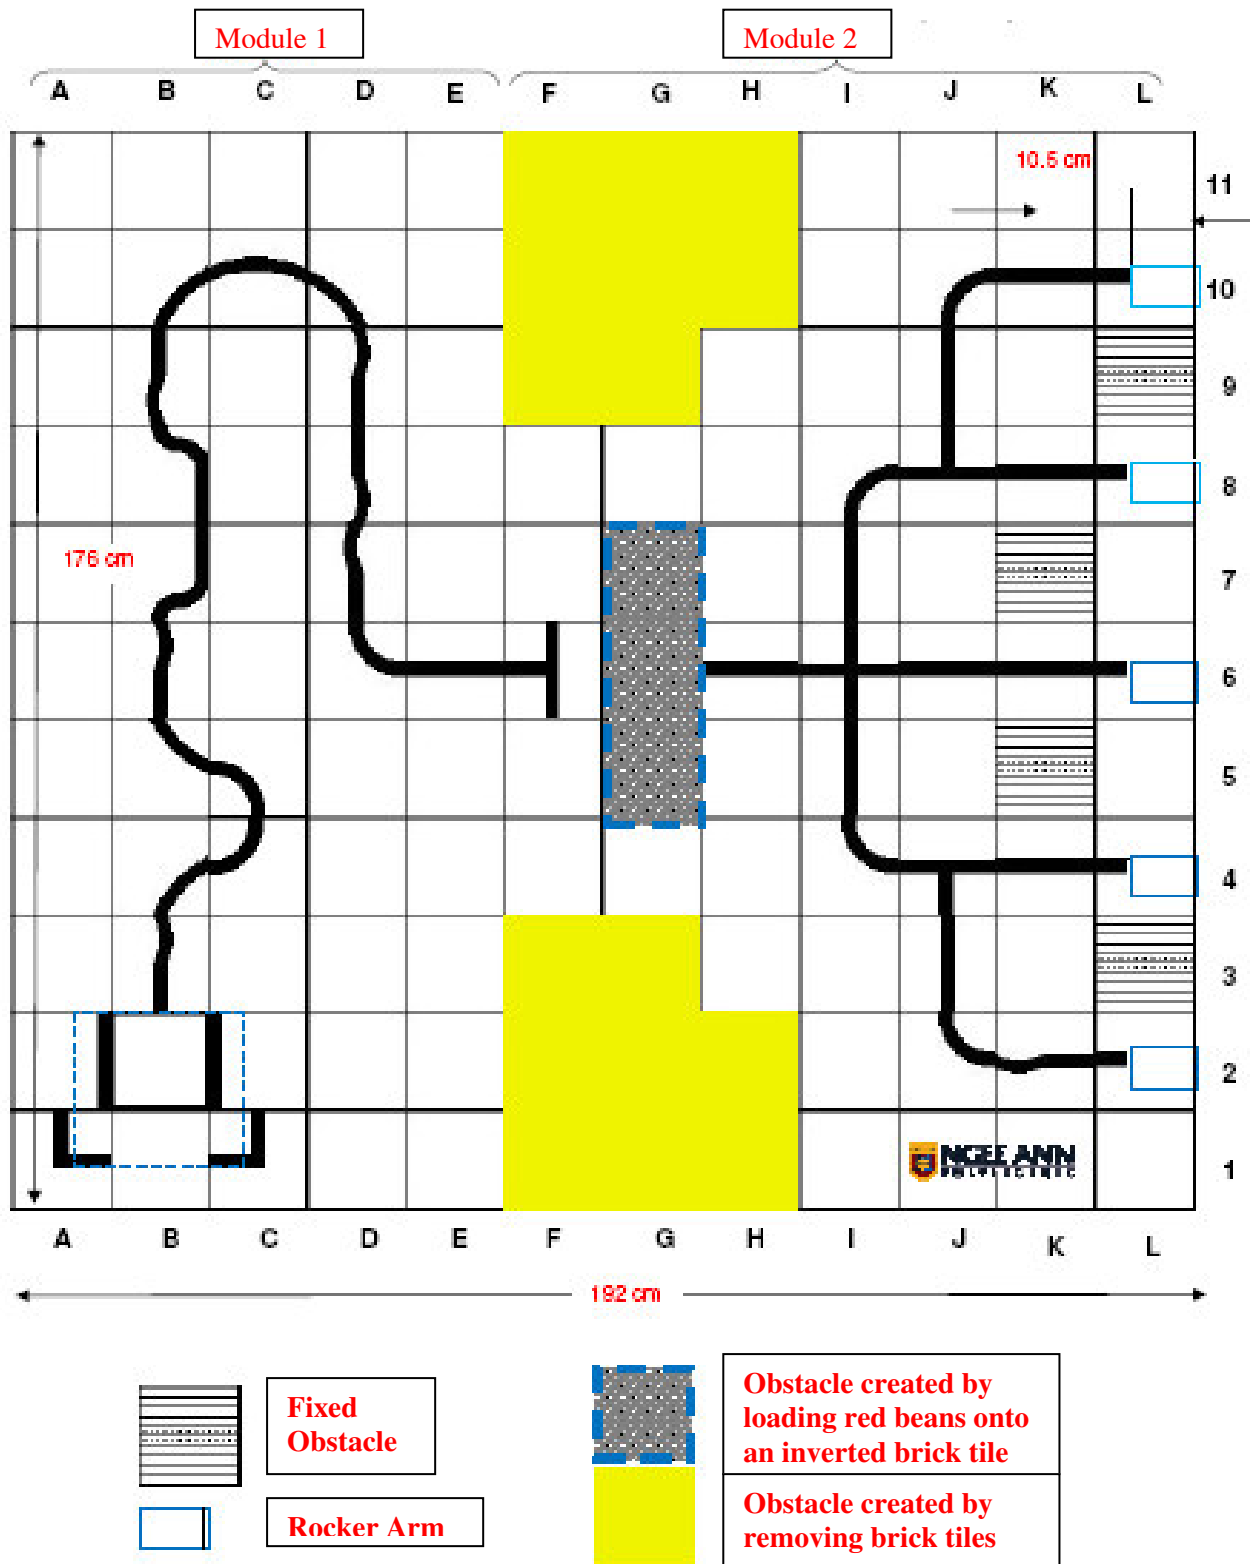 Module 1
Module 2
A B C D E F G H I J K L
10.5 cm
11
10
9
8
176 cm
7
6
5
4
3
2
NGEE ANN
POLYTECHNIC
1
A B C D E F G H I J K L
192 cm
Fixed
Obstacle
Rocker Arm
Obstacle created by
loading red beans onto
an inverted brick tile
Obstacle created by
removing brick tiles